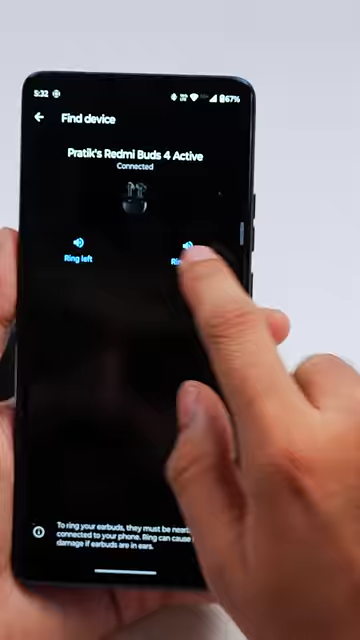 5:32
67%
Find device
Pratik's Redmi Buds 4 Active
Connected
Ring left
To ring your earbuds, they must be
connected to your phone. Ring can cause
damage if earbuds are in ears.